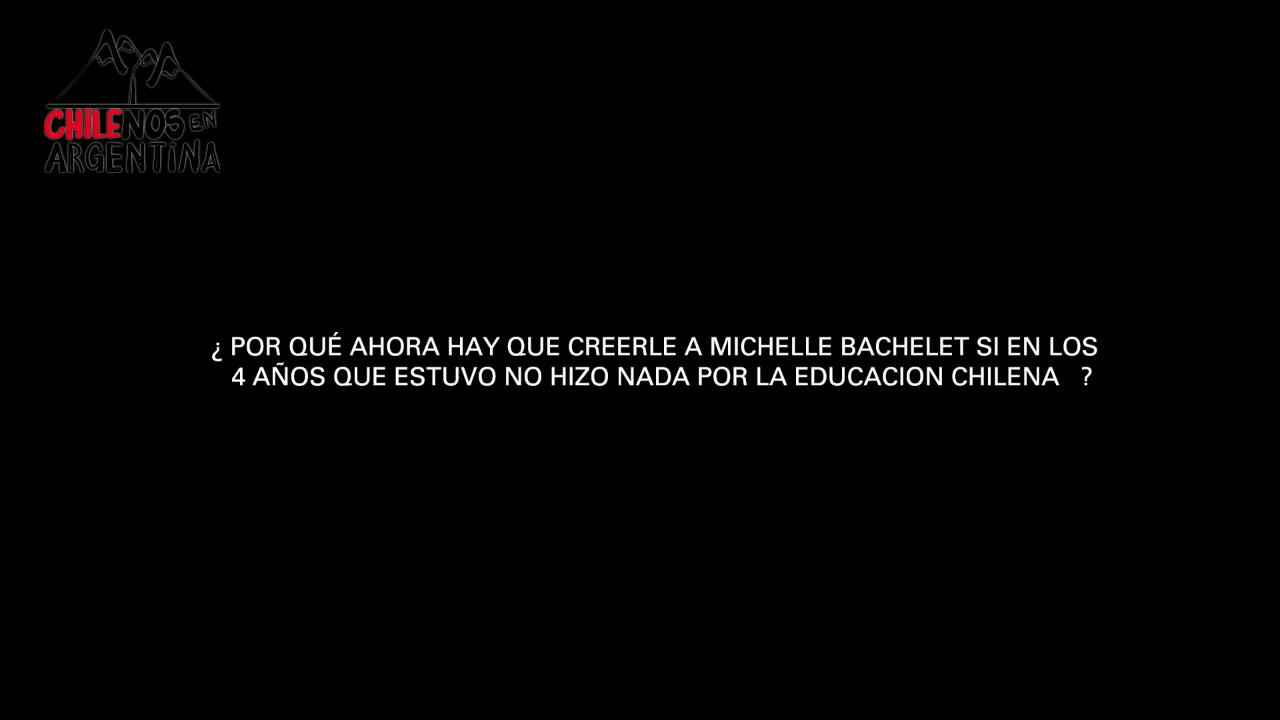 CHILENOS EN
ARGENTINA
¿ POR QUÉ AHORA HAY QUE CREERLE A MICHELLE BACHELET SI EN LOS
4 AÑOS QUE ESTUVO NO HIZO NADA POR LA EDUCACION CHILENA ?